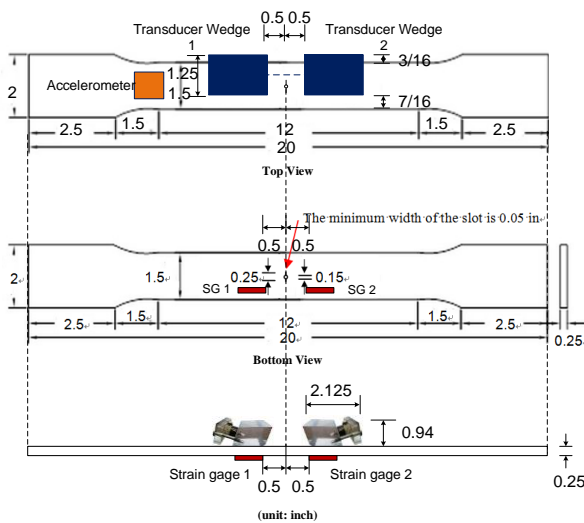 0.5 0.5
Transducer Wedge 1
Transducer Wedge 2
3/16
2
Accelerometer
1.25
1.5
7/16
2.5 1.5 12 1.5 2.5
20
Top View
The minimum width of the slot is 0.05 in
0.5 0.5
2
1.5
0.25 0.15
SG 1 SG 2
2.5 1.5 12 1.5 2.5
20
0.25
Bottom View
2.125
0.94
Strain gage 1 Strain gage 2
0.5 0.5
0.25
(unit: inch)